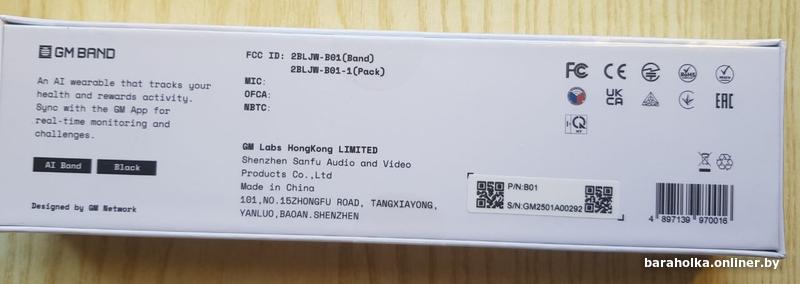 GM BAND
An AI wearable that tracks your
health and rewards activity.
Sync with the GM App for
real-time monitoring and
challenges.
AI Band
Black
Designed by GM Network
FCC ID: 2BLJW-B01(Band)
2BLJW-B01-1(Pack)
MIC:
OFCA:
NBTC:
GM Labs HongKong LIMITED
Shenzhen Sanfu Audio and Video
Products Co.,Ltd
Made in China
101,NO.15ZHONGFU ROAD, TANGXIAYONG,
YANLUO,BAOAN.SHENZHEN
FC CE
RoHS
UK
CA
EAC
P/N:B01
S/N:GM2501A00292
4 897139 970016
baraholka.onliner.by